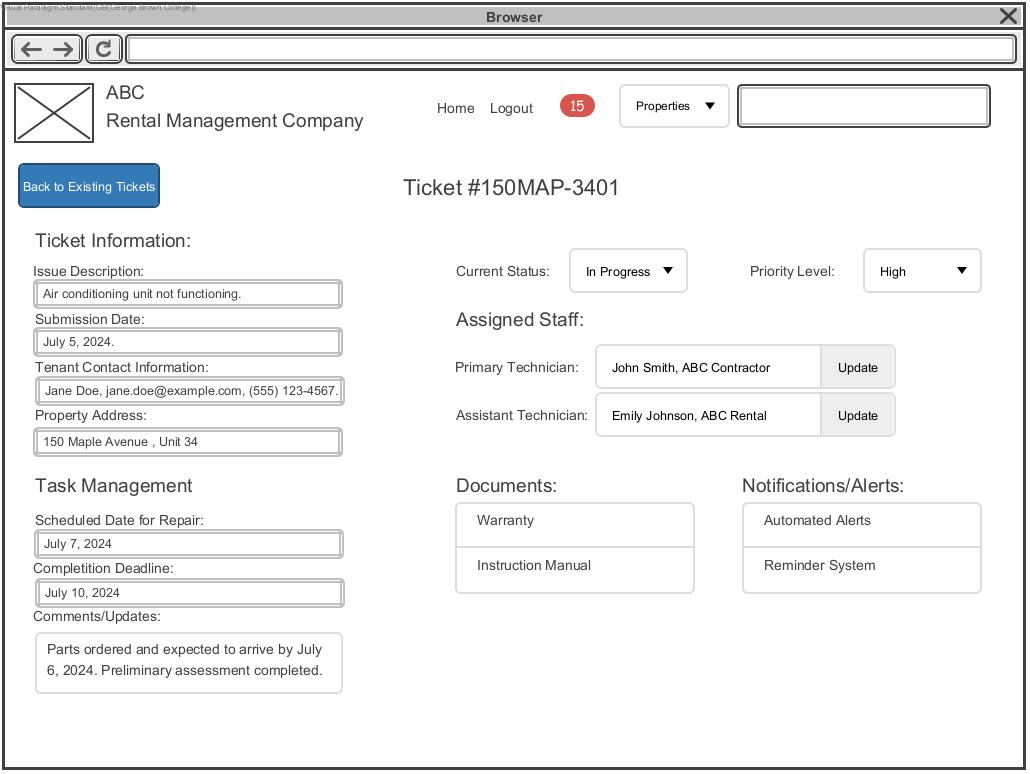 Visual Paradigm Standard(GB(George Brown College))
Browser
ABC
Rental Management Company
Home Logout 15 Properties
Back to Existing Tickets
Ticket #150MAP-3401
Ticket Information:
Issue Description:
Air conditioning unit not functioning.
Submission Date:
July 5, 2024.
Tenant Contact Information:
Jane Doe, jane.doe@example.com, (555) 123-4567.
Property Address:
150 Maple Avenue , Unit 34
Current Status: In Progress Priority Level: High
Assigned Staff:
Primary Technician: John Smith, ABC Contractor Update
Assistant Technician: Emily Johnson, ABC Rental Update
Task Management
Scheduled Date for Repair:
July 7, 2024
Completition Deadline:
July 10, 2024
Comments/Updates:
Parts ordered and expected to arrive by July
6, 2024. Preliminary assessment completed.
Documents:
Warranty
Instruction Manual
Notifications/Alerts:
Automated Alerts
Reminder System